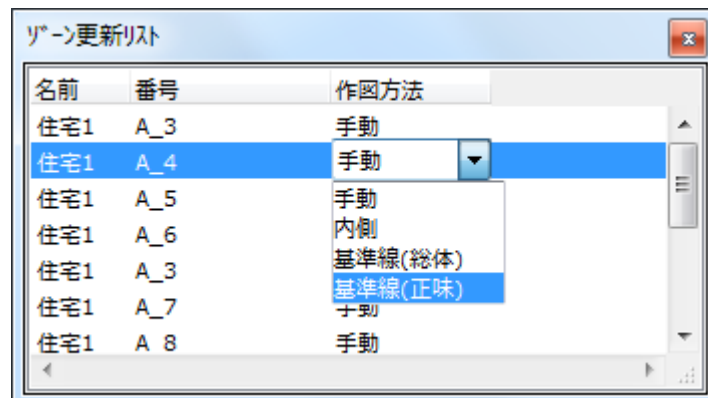 ゾーン更新リスト
名前 番号 作図方法
住宅1 A_3 手動
住宅1 A_4 手動
住宅1 A_5 手動
住宅1 A_6 内側
基準線(総体)
住宅1 A_3
基準線(正味)
住宅1 A_7 手動
住宅1 A 8 手動